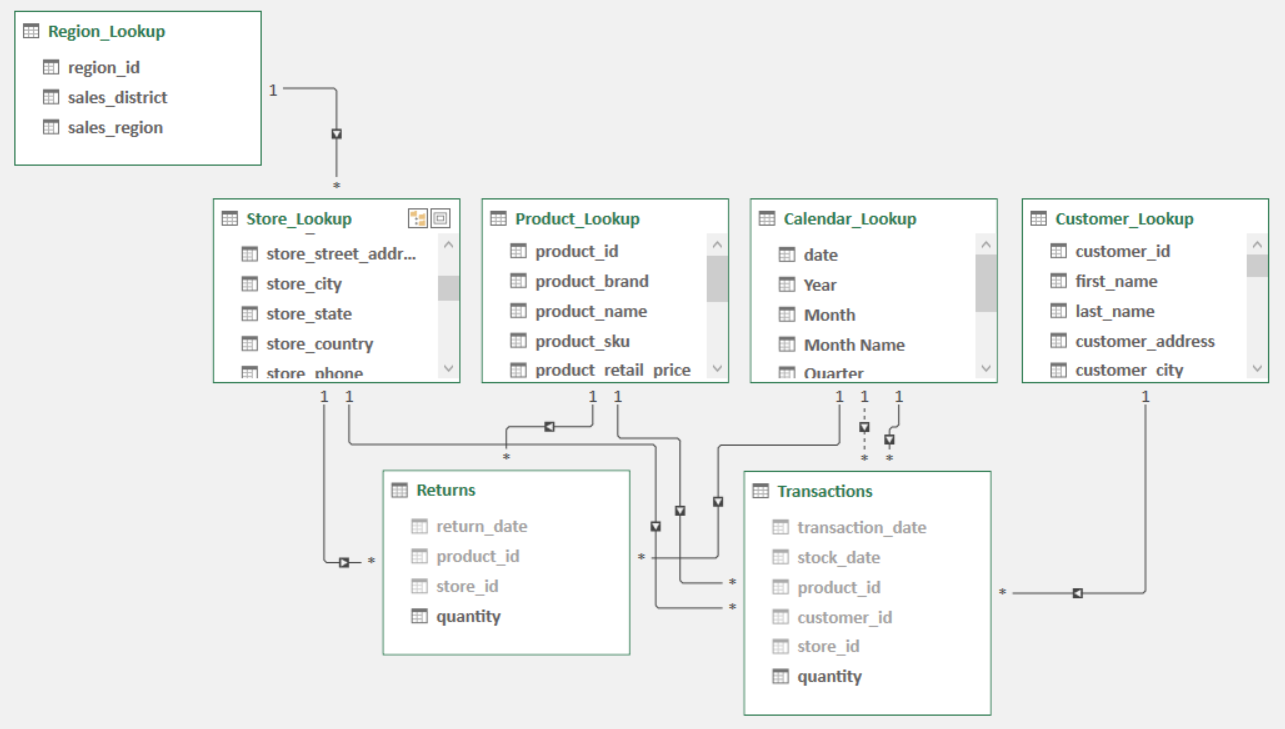 Region_Lookup
region_id
sales_district
sales_region
1
*
Store_Lookup
store_street_addr...
store_city
store_state
store_country
store_phone
Product_Lookup
product_id
product_brand
product_name
product_sku
product_retail_price
Calendar_Lookup
date
Year
Month
Month Name
Quarter
Customer_Lookup
customer_id
first_name
last_name
customer_address
customer_city
1 1 1 1 1 1 1 1
* * *
Returns
return_date
product_id
store_id
quantity
* *
Transactions
transaction_date
stock_date
product_id
customer_id
store_id
quantity
*
*
*